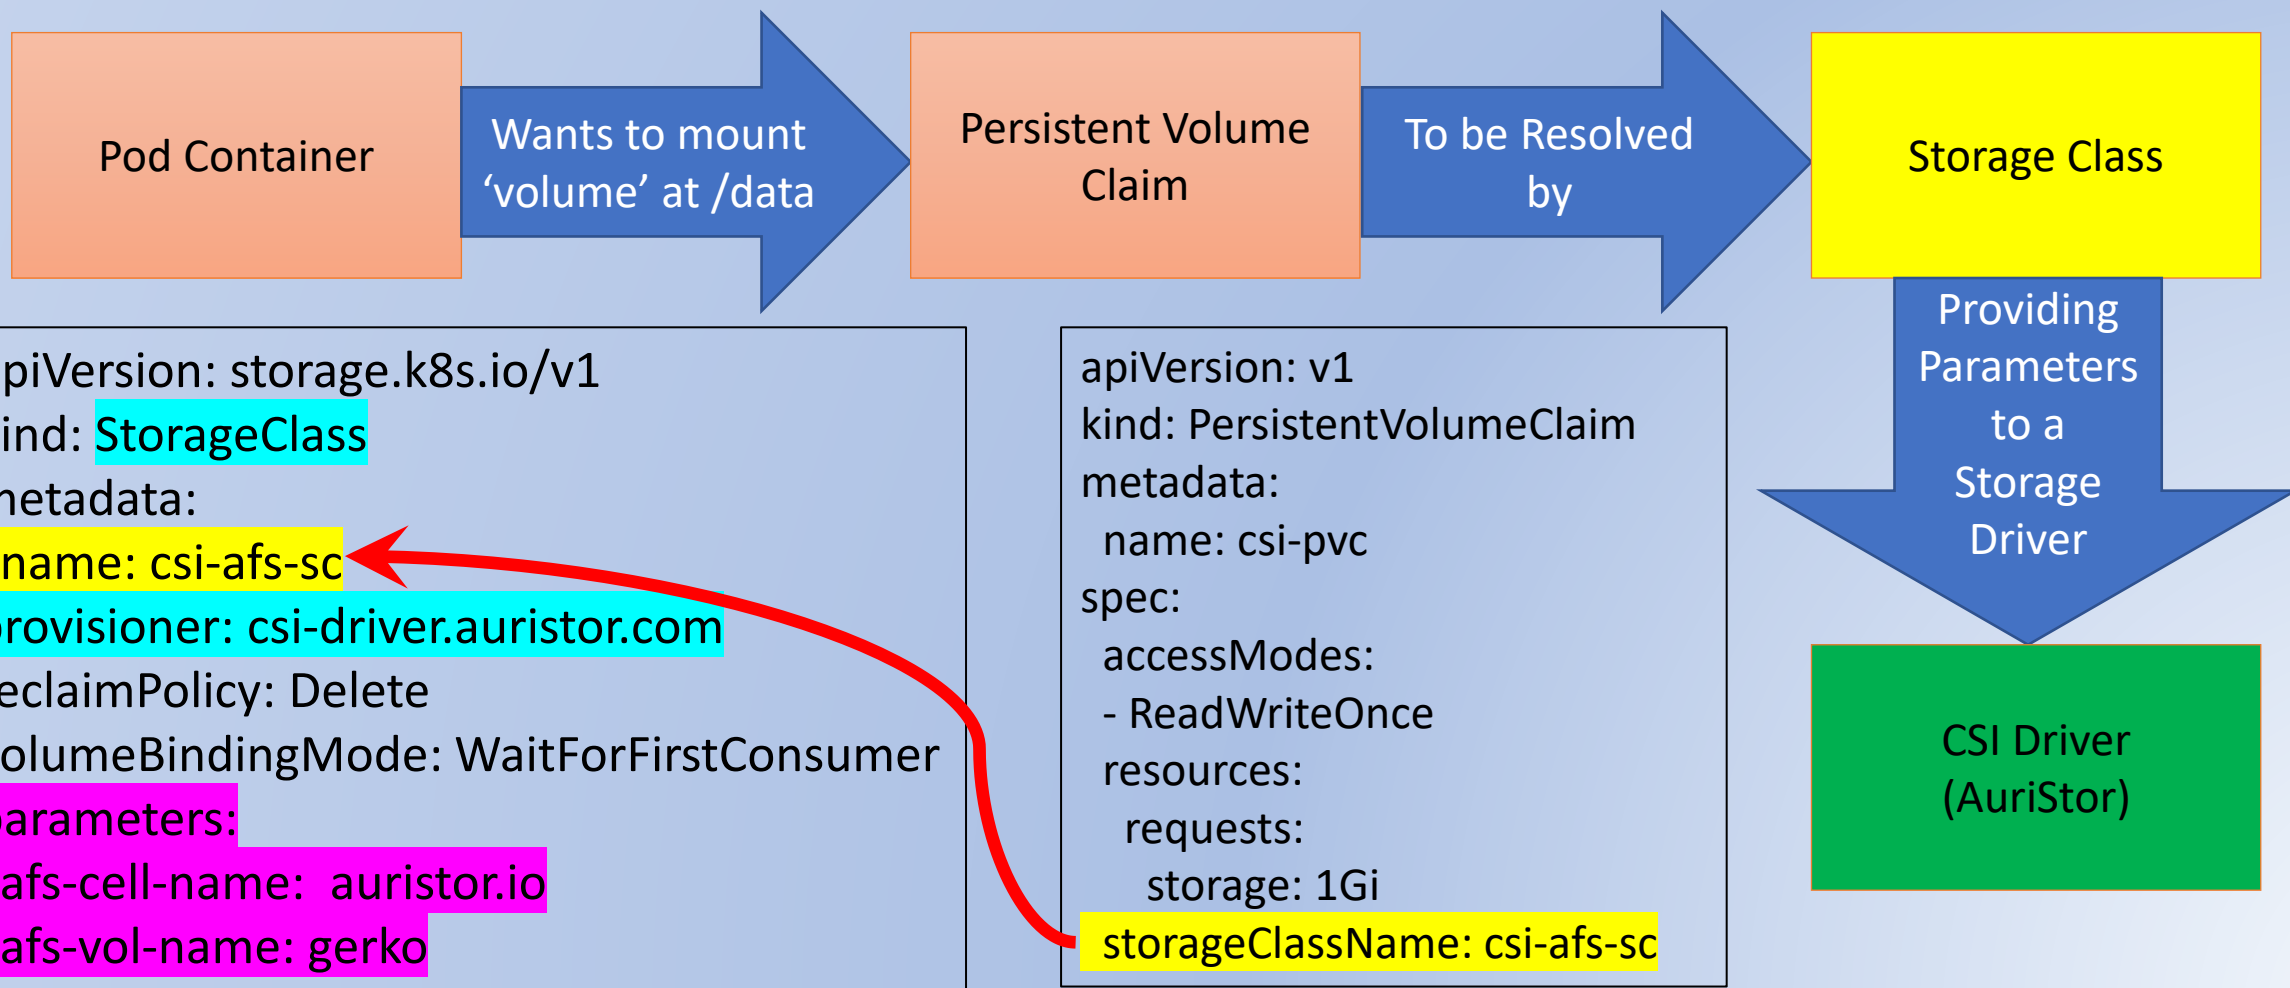 Pod Container
Wants to mount
‘volume’ at /data
Persistent Volume
Claim
To be Resolved
by
Storage Class
Providing
Parameters
to a
Storage
Driver
CSI Driver
(AuriStor)
piVersion: storage.k8s.io/v1
ind: StorageClass
metadata:
name: csi-afs-sc
provisioner: csi-driver.auristor.com
eclaimPolicy: Delete
olumeBindingMode: WaitForFirstConsumer
parameters:
afs-cell-name:  auristor.io
afs-vol-name: gerko
apiVersion: v1
kind: PersistentVolumeClaim
metadata:
name: csi-pvc
spec:
accessModes:
- ReadWriteOnce
resources:
requests:
storage: 1Gi
storageClassName: csi-afs-sc